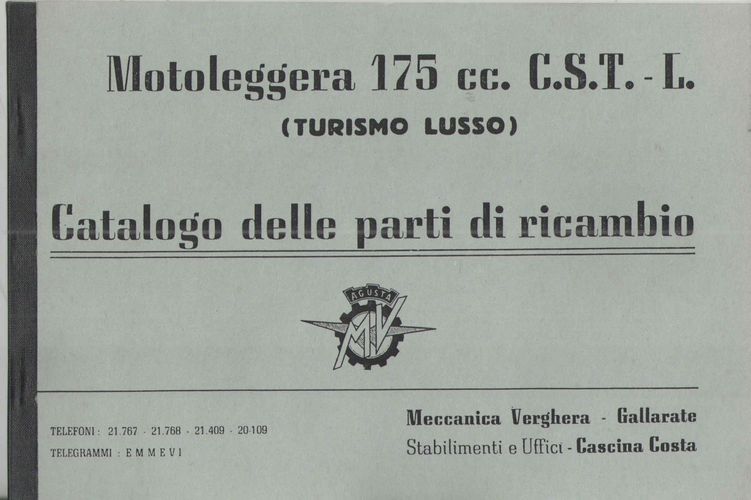 Motoleggera 175 cc. C.S.T. - L.
(TURISMO LUSSO)
Catalogo delle parti di ricambio
AGUSTA
MV
TELEFONI : 21.767 - 21.768 - 21.409 - 20-109
TELEGRAMMI : E M M E V I
Meccanica Verghera - Gallarate
Stabilimenti e Uffici - Cascina Costa